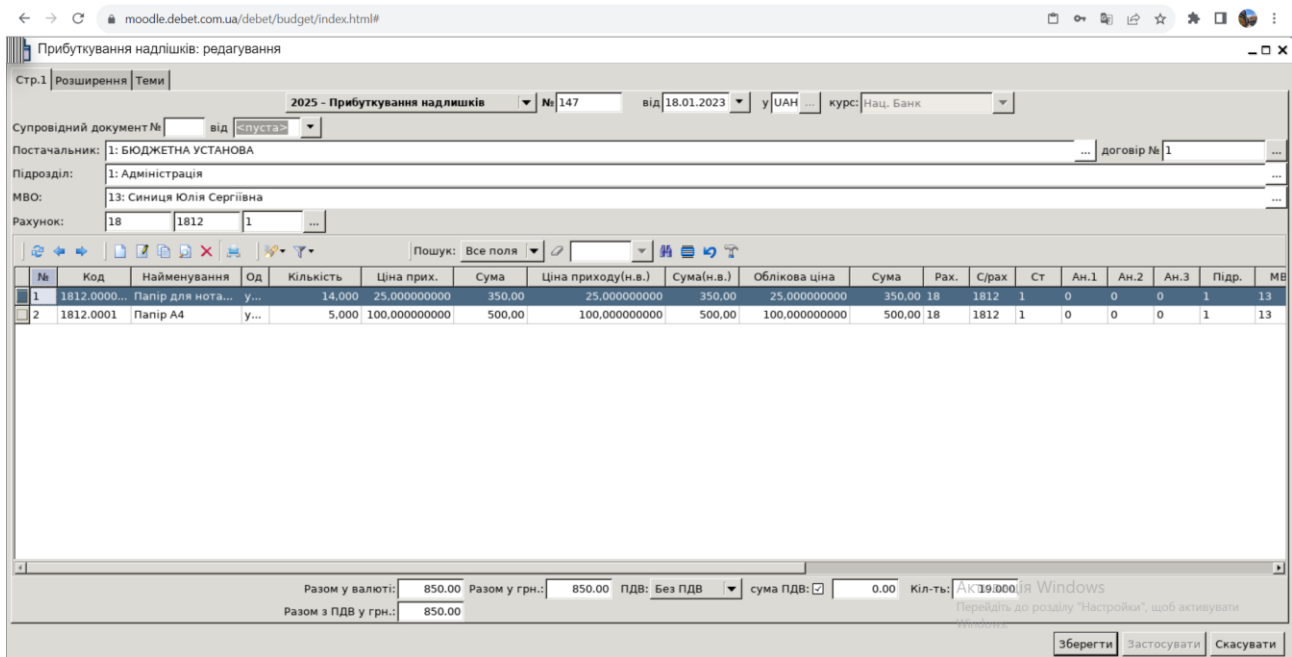 moodle.debet.com.ua/debet/budget/index.html#
Прибуткування надлішків: редагування
Стр.1 Розширення Теми
2025 - Прибуткування надлишків № 147 від 18.01.2023 у UAH ... курс: Нац. Банк
Супровідний документ № від <пуста>
Постачальник: 1: БЮДЖЕТНА УСТАНОВА ... договір № 1 ...
Підрозділ: 1: Адміністрація ...
МВО: 13: Синиця Юлія Сергіївна ...
Рахунок: 18 1812 1 ...
Пошук: Все поля
№ Код Найменування Од Кількість Ціна прих. Сума Ціна приходу(н.в.) Сума(н.в.) Облікова ціна Сума Рах. С/рах Ст Ан.1 Ан.2 Ан.3 Підр. МВ
1 1812.0000... Папір для нота... у... 14,000 25,000000000 350,00 25,000000000 350,00 25,000000000 350,00 18 1812 1 0 0 0 1 13
2 1812.0001 Папір А4 у... 5,000 100,000000000 500,00 100,000000000 500,00 100,000000000 500,00 18 1812 1 0 0 0 1 13
Разом у валюті: 850.00 Разом у грн.: 850.00 ПДВ: Без ПДВ сума ПДВ: 0.00 Кіл-ть: 19.000
Разом з ПДВ у грн.: 850.00
Активація Windows
Перейдіть до розділу "Настройки", щоб активувати
Windows.
Зберегти Застосувати Скасувати